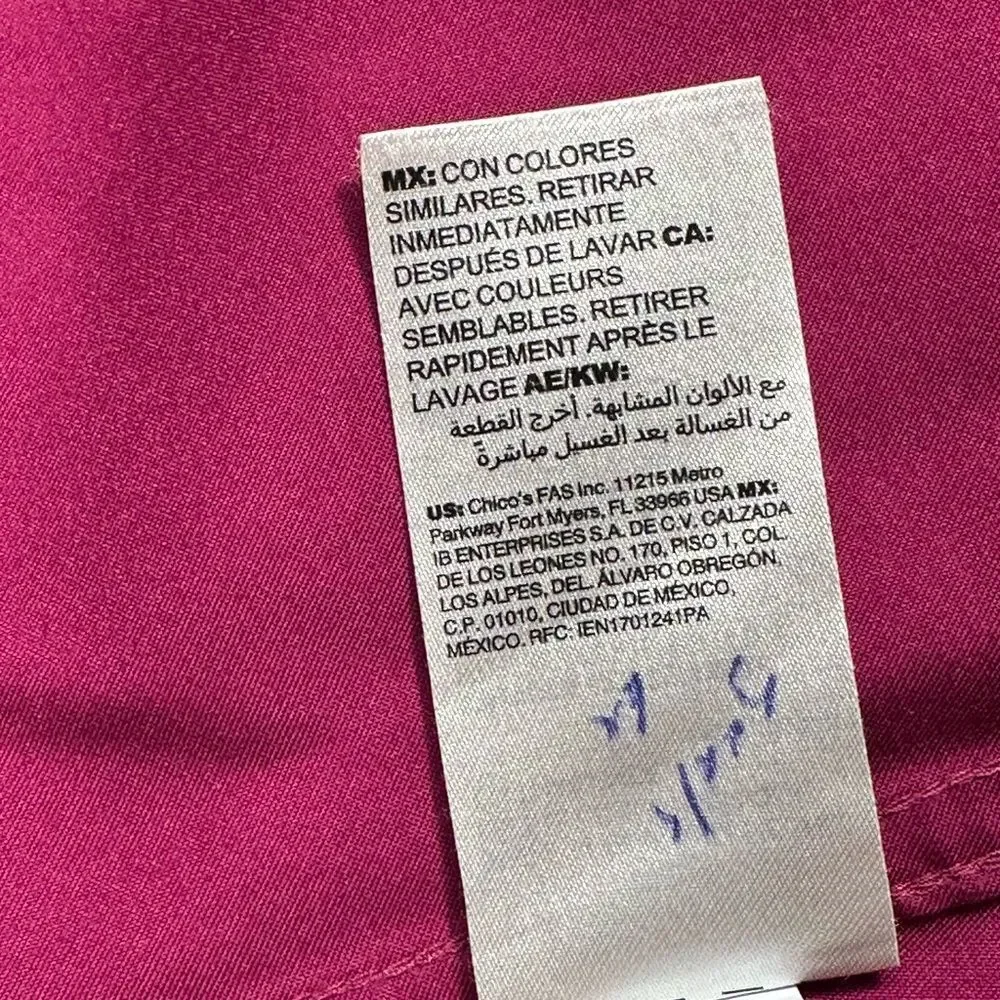 MX: CON COLORES
SIMILARES. RETIRAR
INMEDIATAMENTE
DESPUÉS DE LAVAR CA:
AVEC COULEURS
SEMBLABLES. RETIRER
RAPIDEMENT APRÈS LE
LAVAGE AE/KW:
مع الألوان المشابهة. أخرج القطعة
من الغسالة بعد الغسيل مباشرةً
US: Chico's FAS Inc. 11215 Metro
Parkway Fort Myers, FL 33966 USA MX:
IB ENTERPRISES S.A. DE C.V. CALZADA
DE LOS LEONES NO. 170, PISO 1, COL.
LOS ALPES, DEL. ÁLVARO OBREGÓN,
C.P. 01010, CIUDAD DE MÉXICO,
MÉXICO. RFC: IEN1701241PA